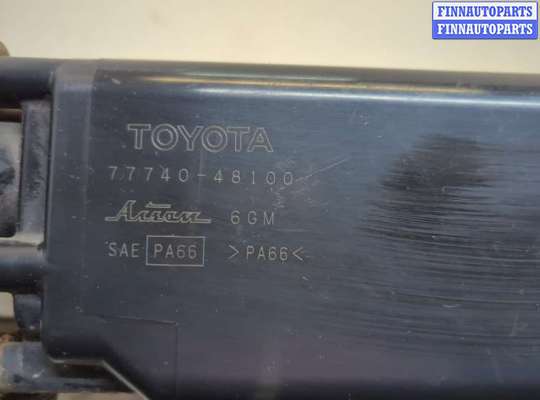 FINNAUTOPARTS
FINNAUTOPARTS
TOYOTA
77740-48100
Aisan 6GM
SAE PA66 >PA66<